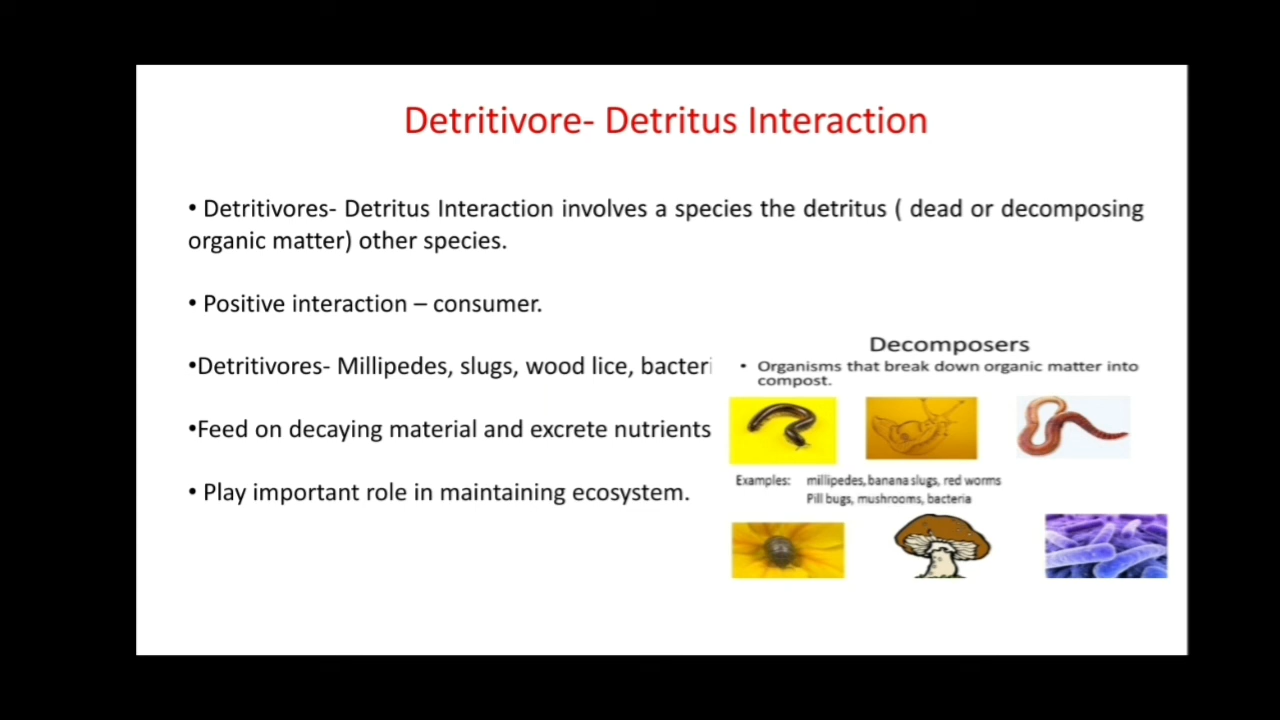 Detritivore- Detritus Interaction
• Detritivores- Detritus Interaction involves a species the detritus ( dead or decomposing
organic matter) other species.
• Positive interaction – consumer.
•Detritivores- Millipedes, slugs, wood lice, bacteri
•Feed on decaying material and excrete nutrients
• Play important role in maintaining ecosystem.
Decomposers
• Organisms that break down organic matter into
compost.
Examples: millipedes, banana slugs, red worms
Pill bugs, mushrooms, bacteria